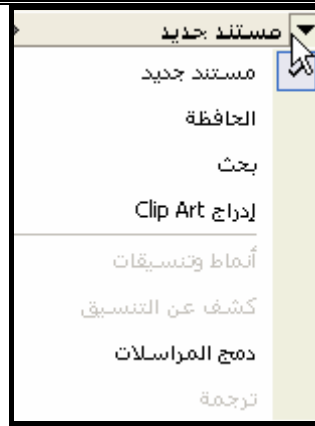 مستند جديد
مستند جديد
الحافظة
بحث
إدراج Clip Art
أنماط وتنسيقات
كشف عن التنسيق
دمج المراسلات
ترجمة